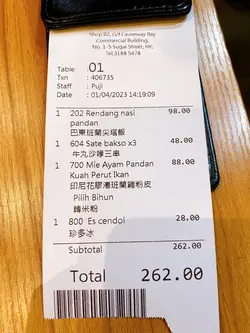 Shop B2, G/f Causeway Bay
Commercial Building,
No. 1-5 Sugar Street, HK.
Tel:3188 5478
Table : 01
Txn : 406735
Staff : Puji
Date : 01/04/2023 14:19:09
1 202 Rendang nasi 98.00
pandan
巴東班蘭尖塔飯
1 604 Sate bakso x3 48.00
牛丸沙嗲三串
1 700 Mie Ayam Pandan 88.00
Kuah Perut Ikan
印尼花膠湯班蘭雞粉皮
Pilih Bihun
轉米粉
1 800 Es cendol 28.00
珍多冰
Subtotal 262.00
Total 262.00